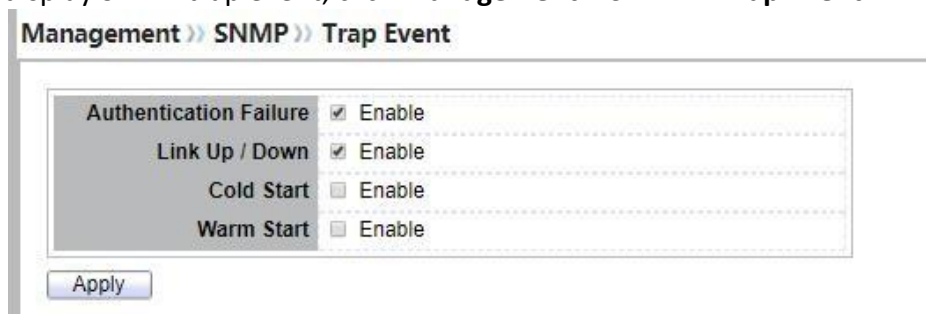 Management » SNMP » Trap Event
Authentication Failure Enable
Link Up / Down Enable
Cold Start Enable
Warm Start Enable
Apply